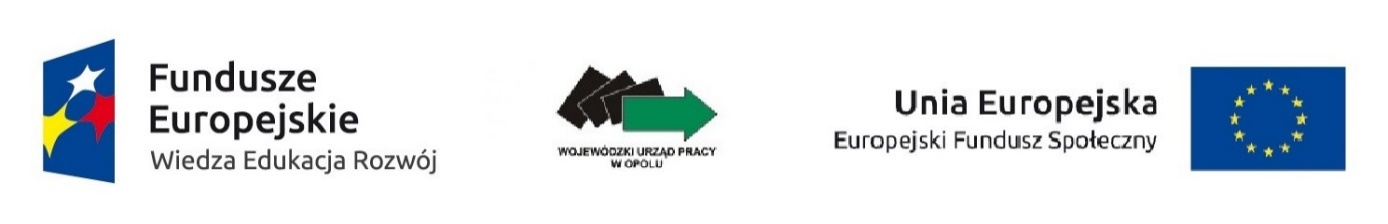 Fundusze
Europejskie
Wiedza Edukacja Rozwój
WOJEWÓDZKI URZĄD PRACY
W OPOLU
Unia Europejska
Europejski Fundusz Społeczny